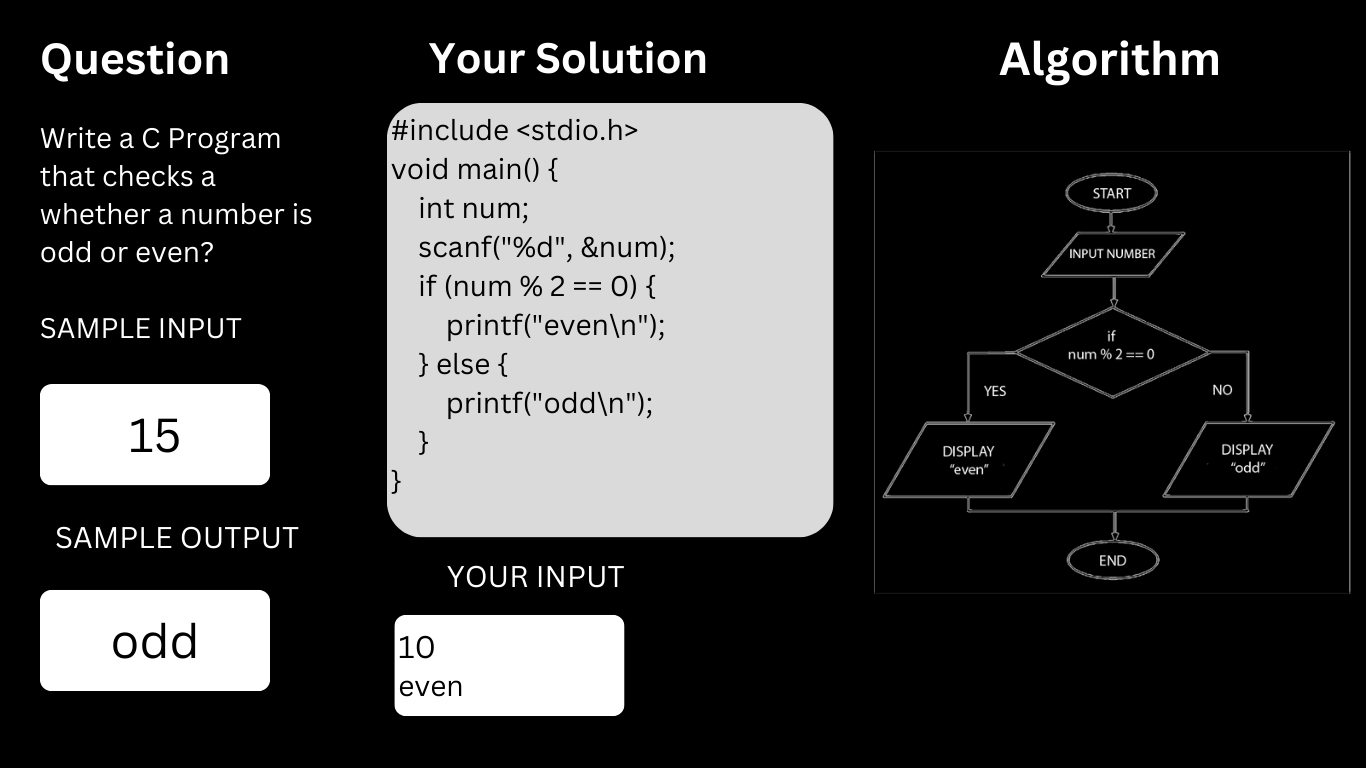 Question
Write a C Program
that checks a
whether a number is
odd or even?
SAMPLE INPUT
15
SAMPLE OUTPUT
odd
Your Solution
#include <stdio.h>
void main() {
    int num;
    scanf("%d", &num);
    if (num % 2 == 0) {
        printf("even\n");
    } else {
        printf("odd\n");
    }
}
YOUR INPUT
10
even
Algorithm
START
INPUT NUMBER
if
num % 2 == 0
YES
NO
DISPLAY
“even”
DISPLAY
“odd”
END